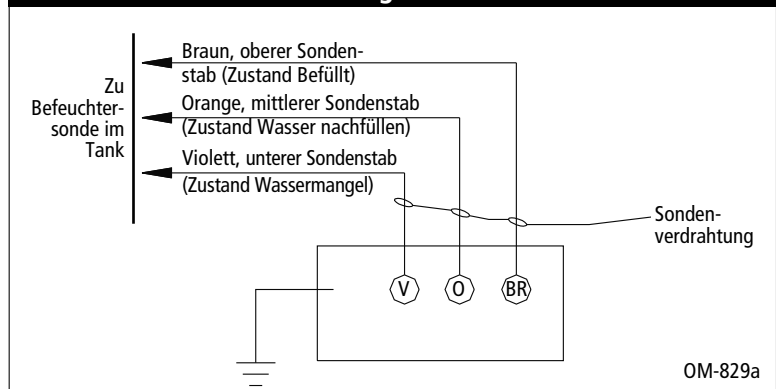 Braun, oberer Sonden-
stab (Zustand Befüllt)
Zu
Befeuchter-
sonde im
Tank
Orange, mittlerer Sondenstab
(Zustand Wasser nachfüllen)
Violett, unterer Sondenstab
(Zustand Wassermangel)
Sonden-
verdrahtung
V O BR
OM-829a